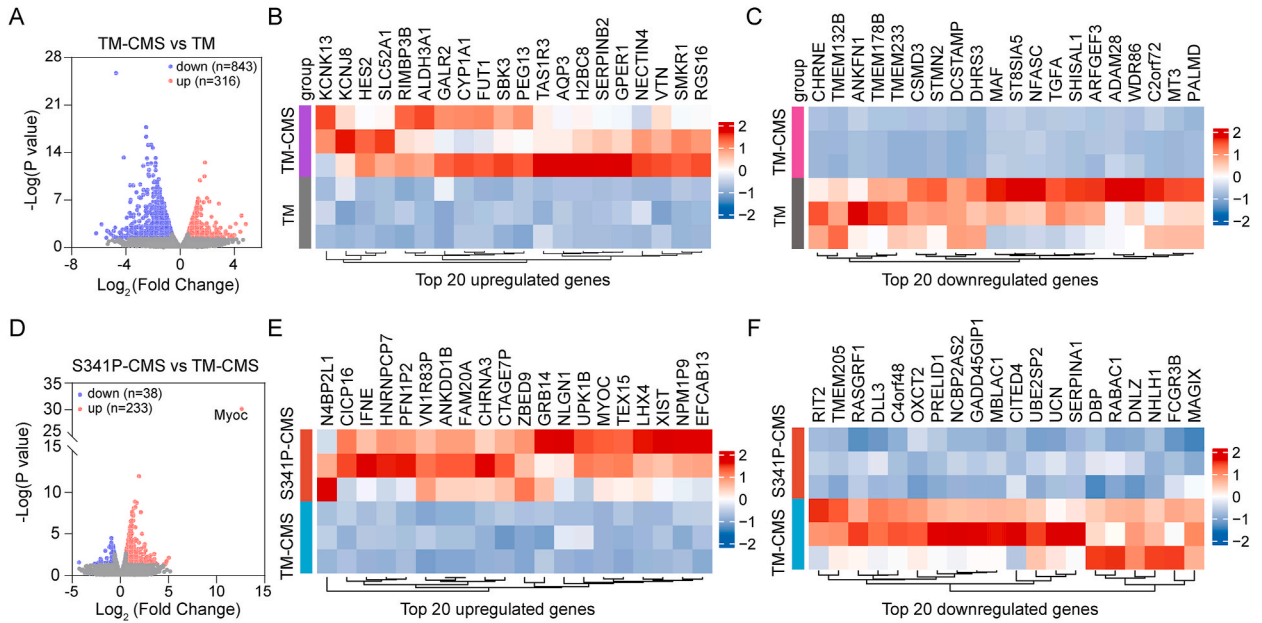 A
TM-CMS vs TM
down (n=843)
up (n=316)
28
21
14
7
0
-8
-4
0
4
-Log(P value)
Log2(Fold Change)
B
group
KCNK13
KCNJ8
HES2
SLC52A1
RIMBP3B
ALDH3A1
GALR2
CYP1A1
FUT1
SBK3
PEG13
TAS1R3
AQP3
H2BC8
SERPINB2
GPER1
NECTIN4
VTN
SMKR1
RGS16
TM-CMS
TM
2
1
0
−1
−2
Top 20 upregulated genes
C
group
CHRNE
TMEM132B
ANKFN1
TMEM178B
TMEM233
CSMD3
STMN2
DCSTAMP
DHRS3
MAF
ST8SIA5
NFASC
TGFA
SHISAL1
ARFGEF3
ADAM28
WDR86
C2orf72
MT3
PALMD
TM-CMS
TM
2
1
0
−1
−2
Top 20 downregulated genes
D
S341P-CMS vs TM-CMS
down (n=38)
up (n=233)
Myoc
35
30
25
15
10
5
0
-5
0
5
10
15
-Log(P value)
Log2 (Fold Change)
E
N4BP2L1
CICP16
IFNE
HNRNPCP7
PFN1P2
VN1R83P
ANKDD1B
FAM20A
CHRNA3
CTAGE7P
ZBED9
GRB14
NLGN1
UPK1B
MYOC
TEX15
LHX4
XIST
NPM1P9
EFCAB13
S341P-CMS
TM-CMS
2
1
0
−1
−2
Top 20 upregulated genes
F
RIT2
TMEM205
RASGRF1
DLL3
C4orf48
OXCT2
PRELID1
NCBP2AS2
GADD45GIP1
MBLAC1
CITED4
UBE2SP2
UCN
SERPINA1
DBP
RABAC1
DNLZ
NHLH1
FCGR3B
MAGIX
S341P-CMS
TM-CMS
2
1
0
−1
−2
Top 20 downregulated genes